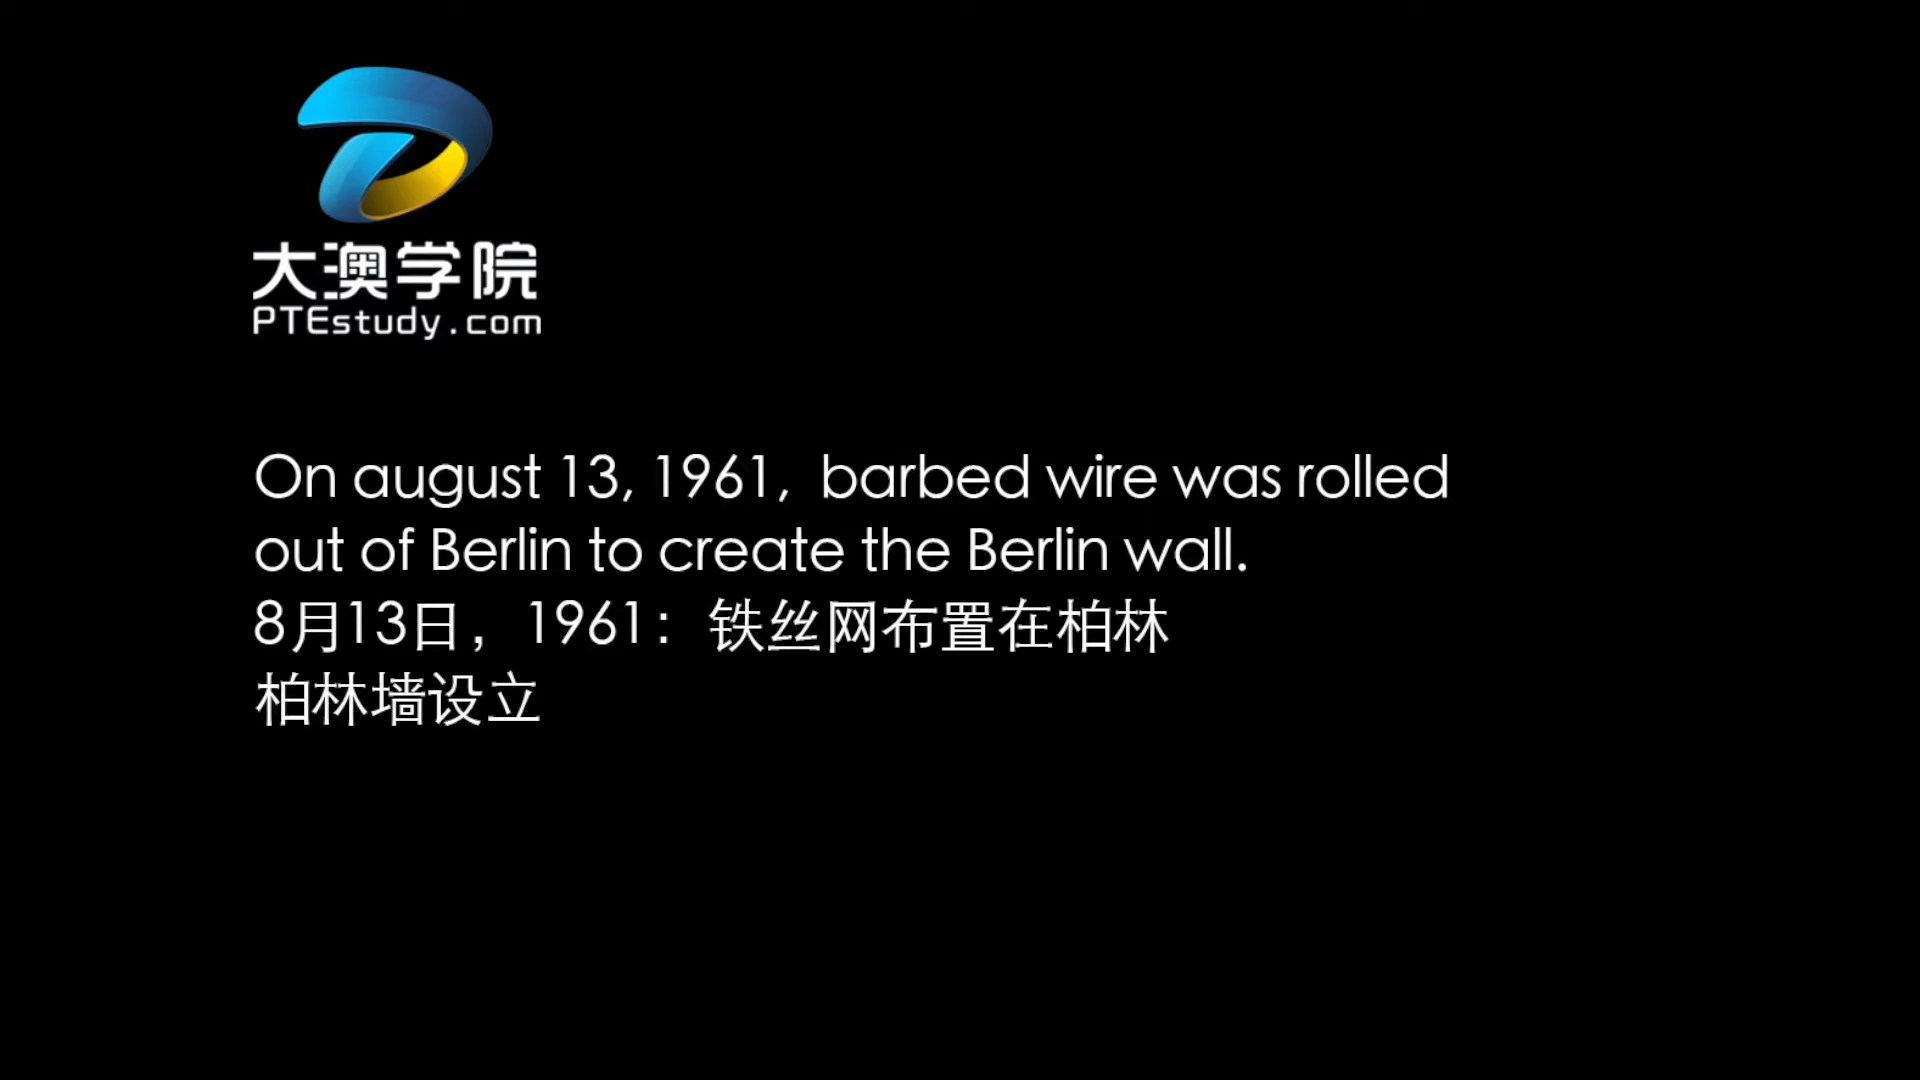 大澳学院
PTEstudy.com
On august 13, 1961, barbed wire was rolled
out of Berlin to create the Berlin wall.
8月13日，1961：铁丝网布置在柏林
柏林墙设立